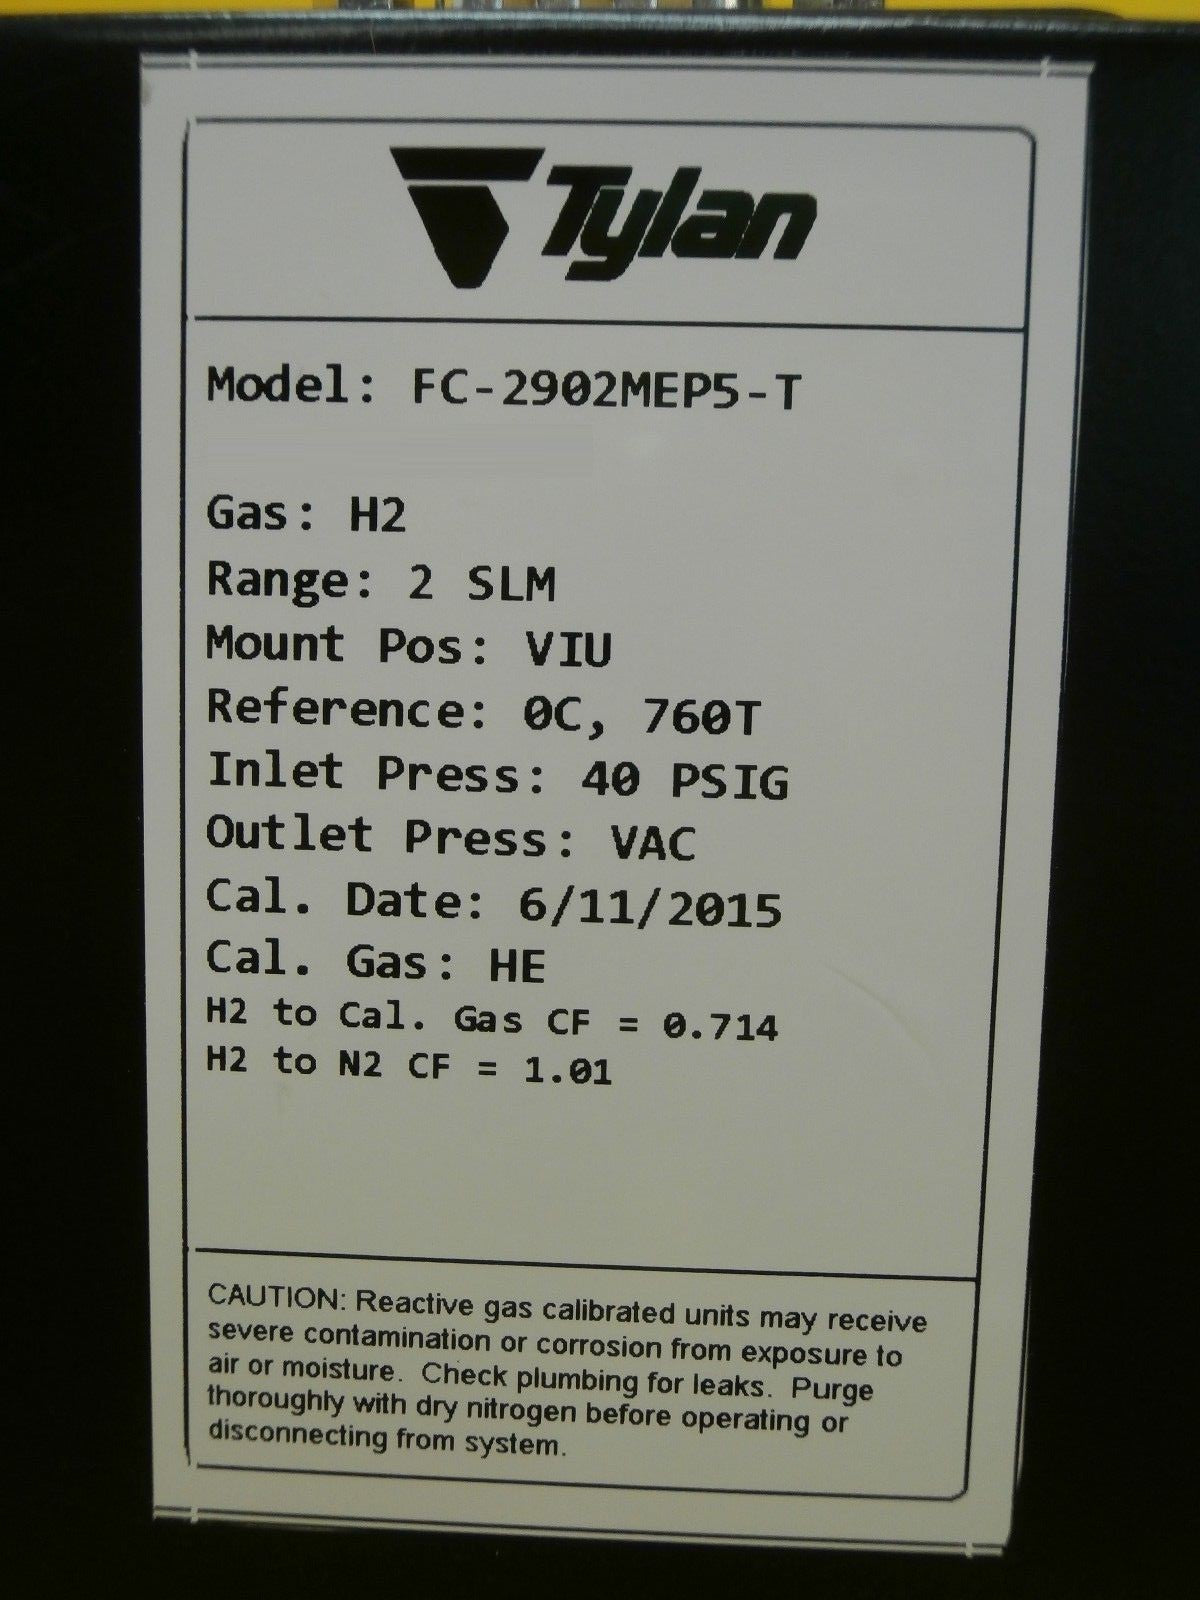 Tylan
Model: FC-2902MEP5-T
Gas: H2
Range: 2 SLM
Mount Pos: VIU
Reference: 0C, 760T
Inlet Press: 40 PSIG
Outlet Press: VAC
Cal. Date: 6/11/2015
Cal. Gas: HE
H2 to Cal. Gas CF = 0.714
H2 to N2 CF = 1.01
CAUTION: Reactive gas calibrated units may receive
severe contamination or corrosion from exposure to
air or moisture.  Check plumbing for leaks.  Purge
thoroughly with dry nitrogen before operating or
disconnecting from system.